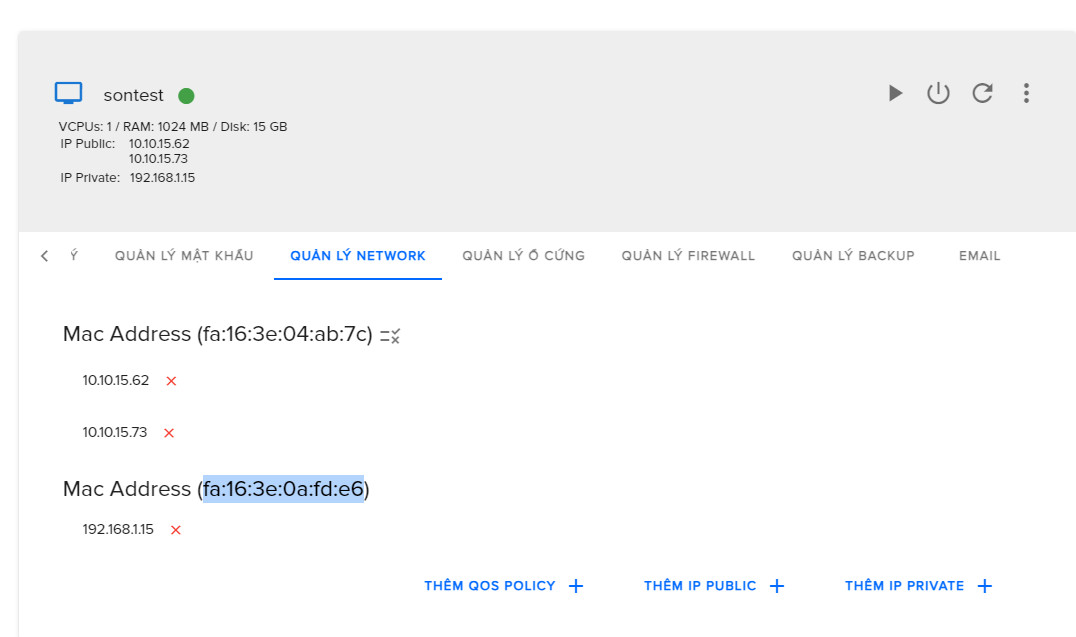 sontest
VCPUs: 1 / RAM: 1024 MB / Disk: 15 GB
IP Public: 10.10.15.62
10.10.15.73
IP Private: 192.168.1.15
Ý QUẢN LÝ MẬT KHẨU QUẢN LÝ NETWORK QUẢN LÝ Ổ CỨNG QUẢN LÝ FIREWALL QUẢN LÝ BACKUP EMAIL
Mac Address (fa:16:3e:04:ab:7c)
10.10.15.62
10.10.15.73
Mac Address (fa:16:3e:0a:fd:e6)
192.168.1.15
THÊM QOS POLICY + THÊM IP PUBLIC + THÊM IP PRIVATE +